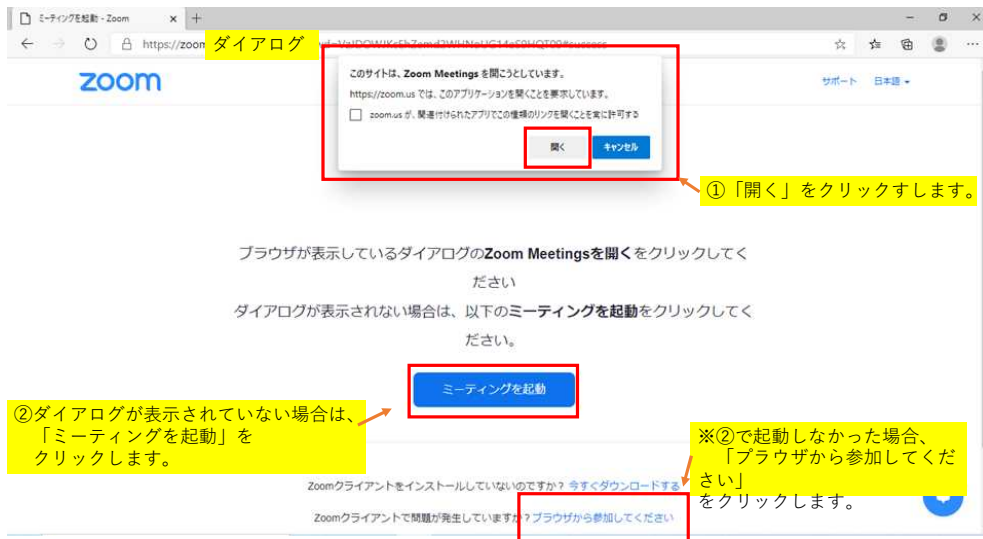 ミーティングを起動 - Zoom
https://zoom
ダイアログ
zoom
サポート 日本語
このサイトは、Zoom Meetings を開こうとしています。
https://zoom.us では、このアプリケーションを開くことを要求しています。
zoom.us が、関連付けられたアプリでこの種類のリンクを開くことを常に許可する
開く キャンセル
①「開く」をクリックすします。
ブラウザが表示しているダイアログのZoom Meetingsを開くをクリックしてく
ださい
ダイアログが表示されない場合は、以下のミーティングを起動をクリックしてく
ださい。
ミーティングを起動
②ダイアログが表示されていない場合は、
「ミーティングを起動」を
クリックします。
※②で起動しなかった場合、
「ブラウザから参加してくだ
さい」
をクリックします。
Zoomクライアントをインストールしていないのですか？ 今すぐダウンロードする
Zoomクライアントで問題が発生していますか？ブラウザから参加してください